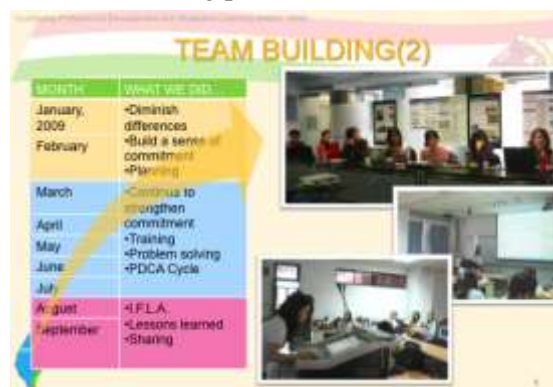 TEAM BUILDING(2)
MONTH WHAT WE DID
January, 2009
February
•Diminish differences
•Build a sense of commitment
•Planning
March
April
May
June
July
•Continue to strengthen commitment
•Training
•Problem solving
•PDCA Cycle
August
September
•I.F.L.A.
•Lessons learned
•Sharing